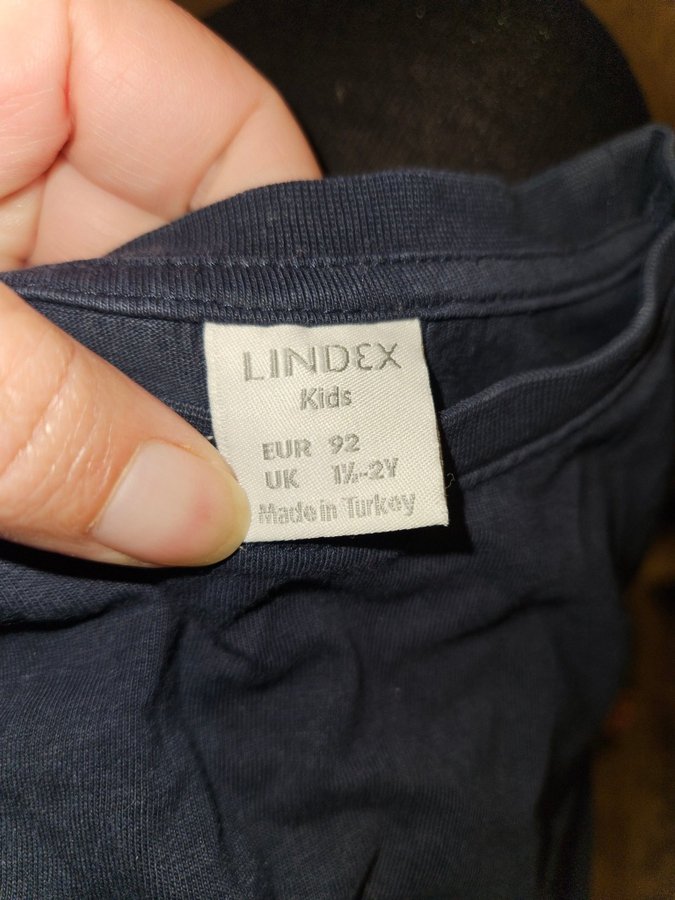 LINDEX
Kids
EUR 92
UK 1½-2Y
Made in Turkey